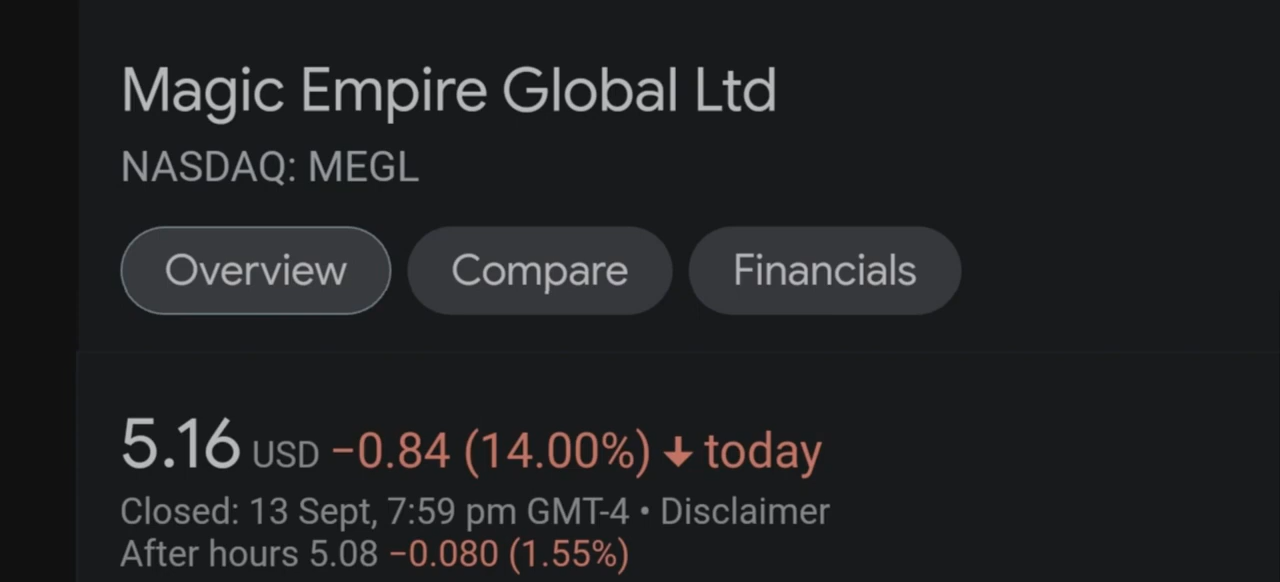 Magic Empire Global Ltd
NASDAQ: MEGL
Overview Compare Financials
5.16 USD −0.84 (14.00%) ↓ today
Closed: 13 Sept, 7:59 pm GMT-4 • Disclaimer
After hours 5.08 −0.080 (1.55%)